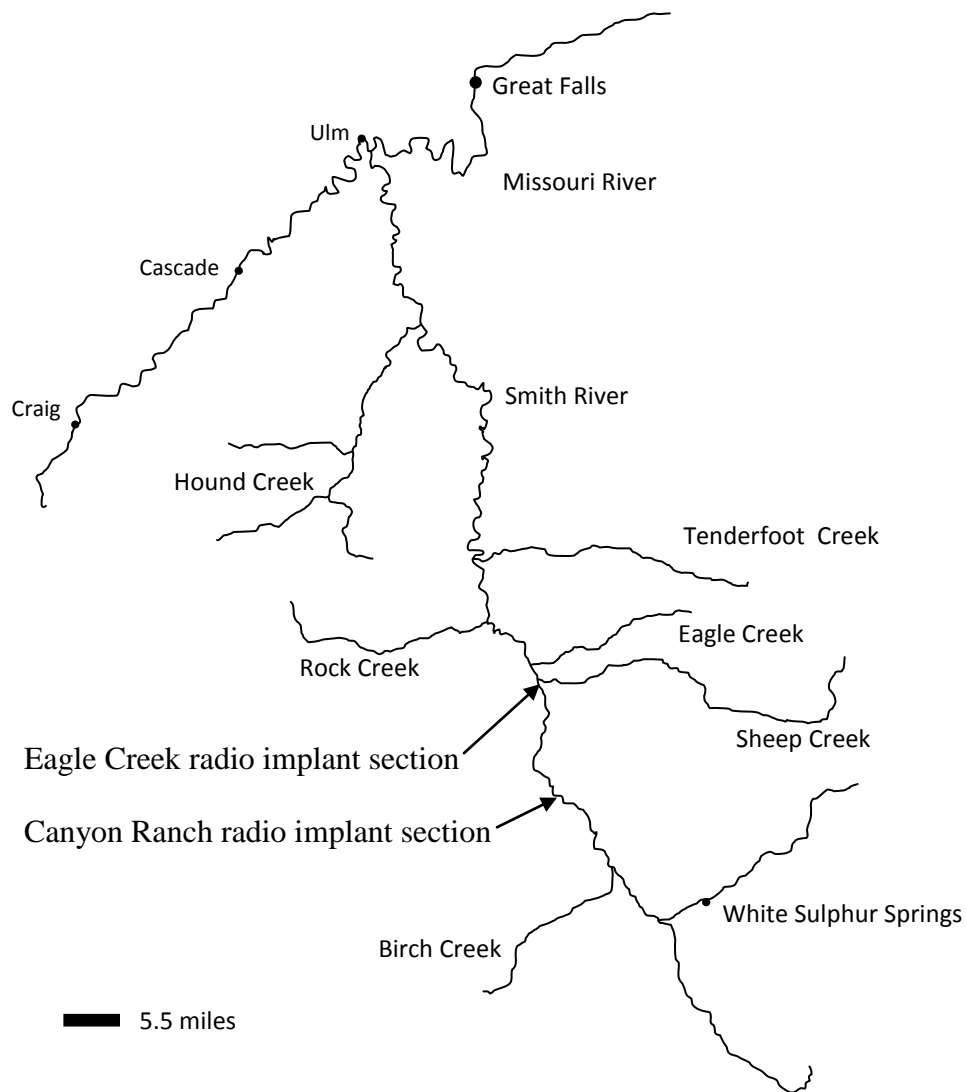 Great Falls
Ulm
Missouri River
Cascade
Smith River
Craig
Hound Creek
Tenderfoot  Creek
Eagle Creek
Rock Creek
Sheep Creek
Eagle Creek radio implant section
Canyon Ranch radio implant section
White Sulphur Springs
Birch Creek
5.5 miles